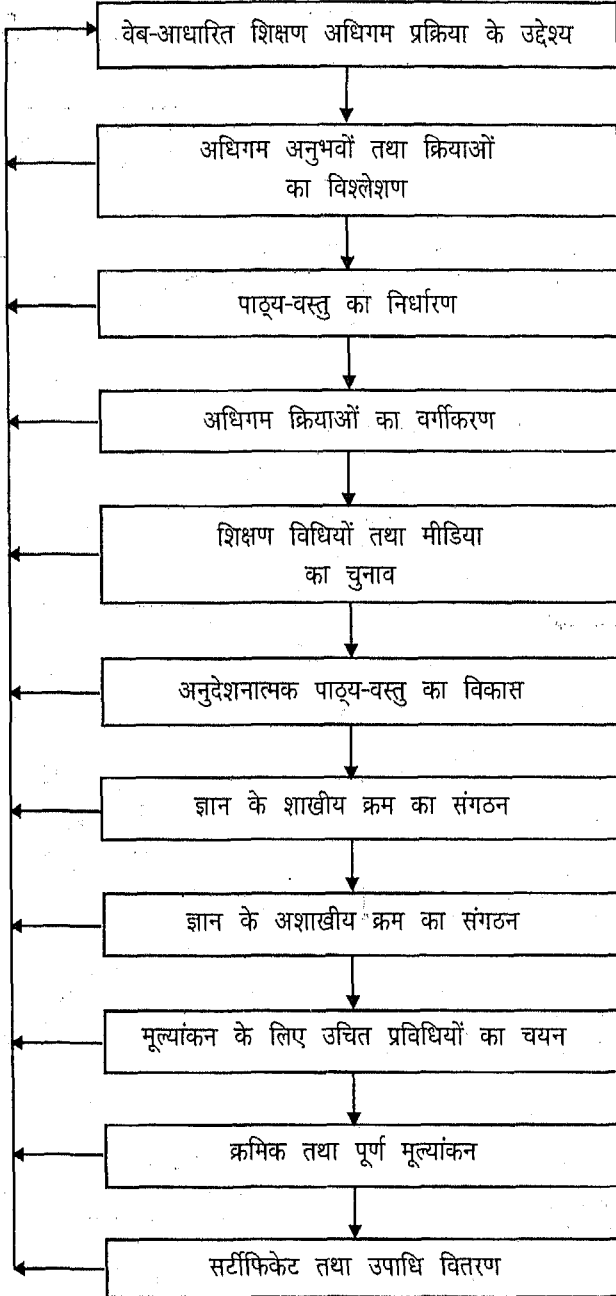 वेब-आधारित शिक्षण अधिगम प्रक्रिया के उद्देश्य
अधिगम अनुभवों तथा क्रियाओं
का विश्लेशण
पाठ्य-वस्तु का निर्धारण
अधिगम क्रियाओं का वर्गीकरण
शिक्षण विधियों तथा मीडिया
का चुनाव
अनुदेशनात्मक पाठ्य-वस्तु का विकास
ज्ञान के शाखीय क्रम का संगठन
ज्ञान के अशाखीय क्रम का संगठन
मूल्यांकन के लिए उचित प्रविधियों का चयन
क्रमिक तथा पूर्ण मूल्यांकन
सर्टीफिकेट तथा उपाधि वितरण